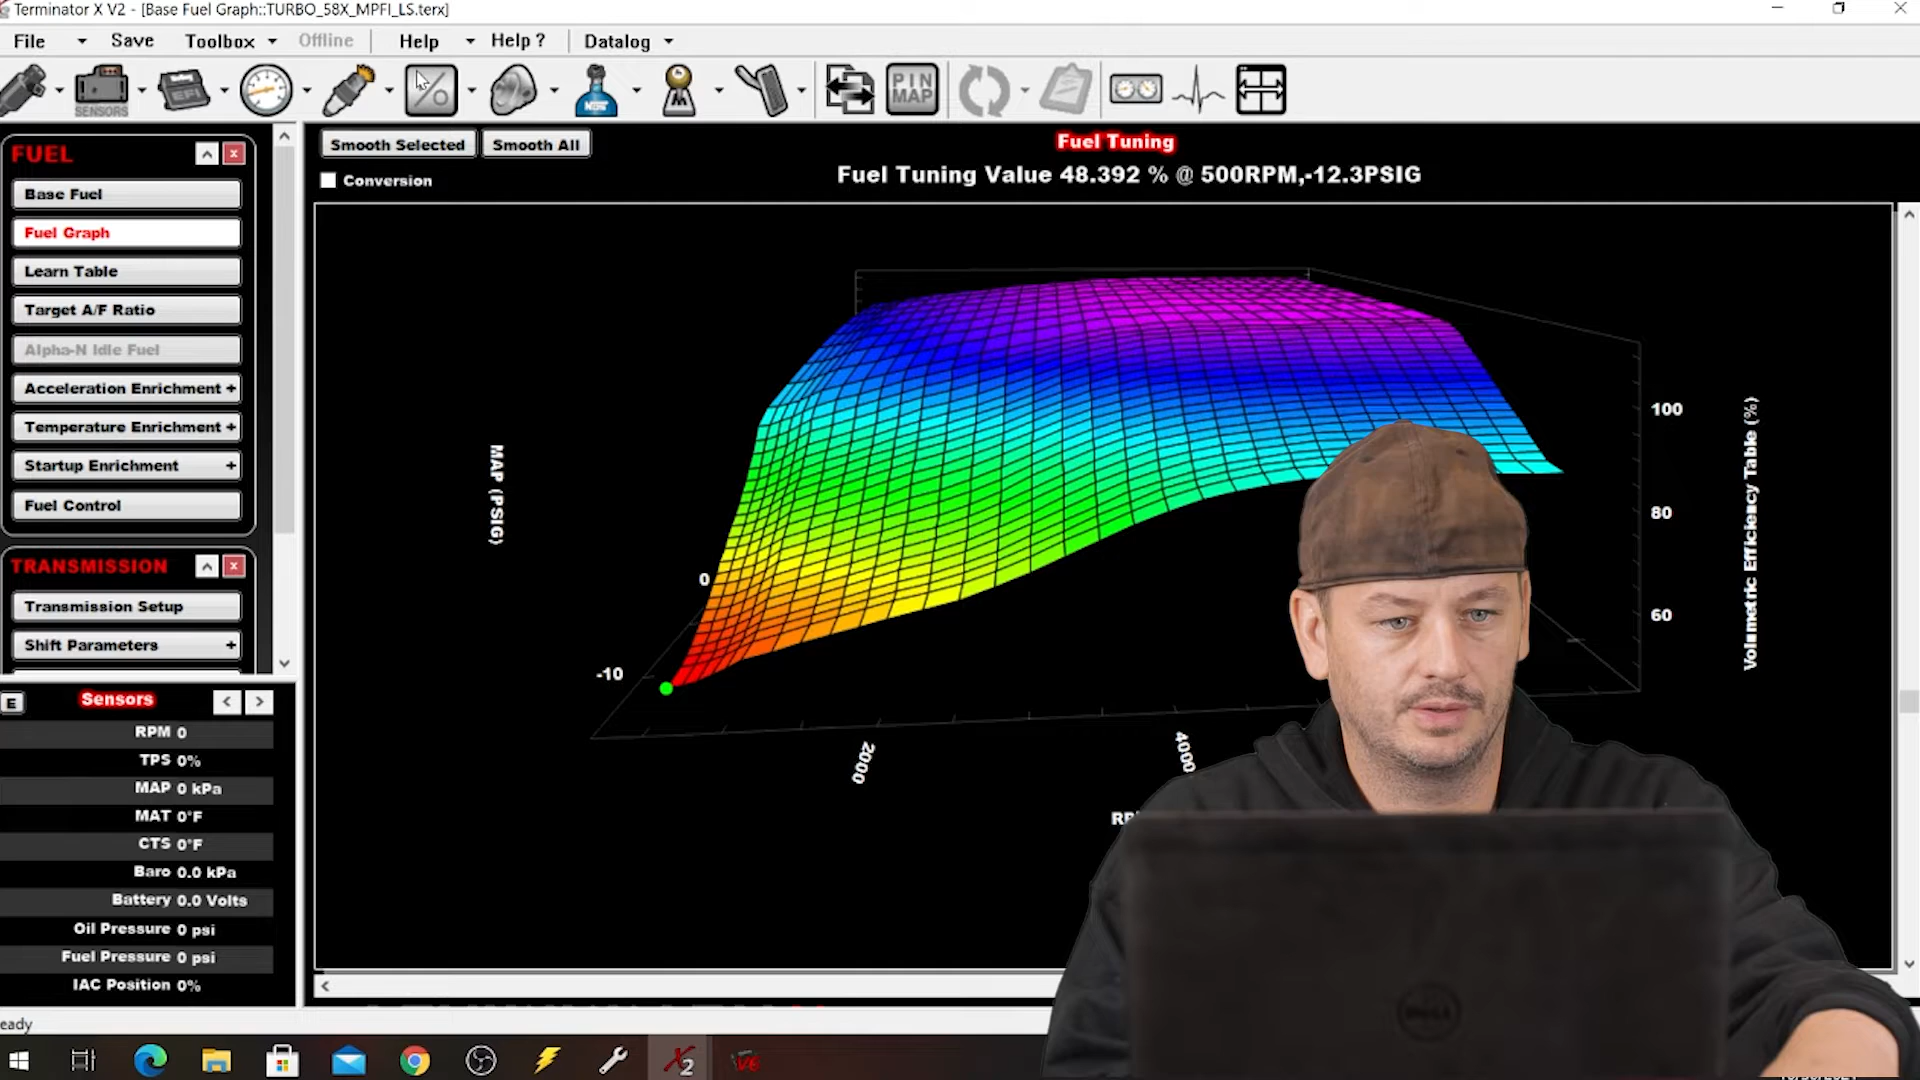 Terminator X V2 - [Base Fuel Graph::TURBO_58X_MPFI_LS.terx]
File Save Toolbox Offline Help Help ? Datalog
SENSORS EFI NOS PIN MAP
FUEL
Base Fuel
Fuel Graph
Learn Table
Target A/F Ratio
Alpha-N Idle Fuel
Acceleration Enrichment +
Temperature Enrichment +
Startup Enrichment +
Fuel Control
TRANSMISSION
Transmission Setup
Shift Parameters +
E Sensors < >
RPM 0
TPS 0%
MAP 0 kPa
MAT 0°F
CTS 0°F
Baro 0.0 kPa
Battery 0.0 Volts
Oil Pressure 0 psi
Fuel Pressure 0 psi
IAC Position 0%
eady
Smooth Selected Smooth All
Conversion
Fuel Tuning
Fuel Tuning Value 48.392 % @ 500RPM,-12.3PSIG
MAP (PSIG)
0
-10
2000
4000
RP
100
80
60
Volumetric Efficiency Table (%)
DELL